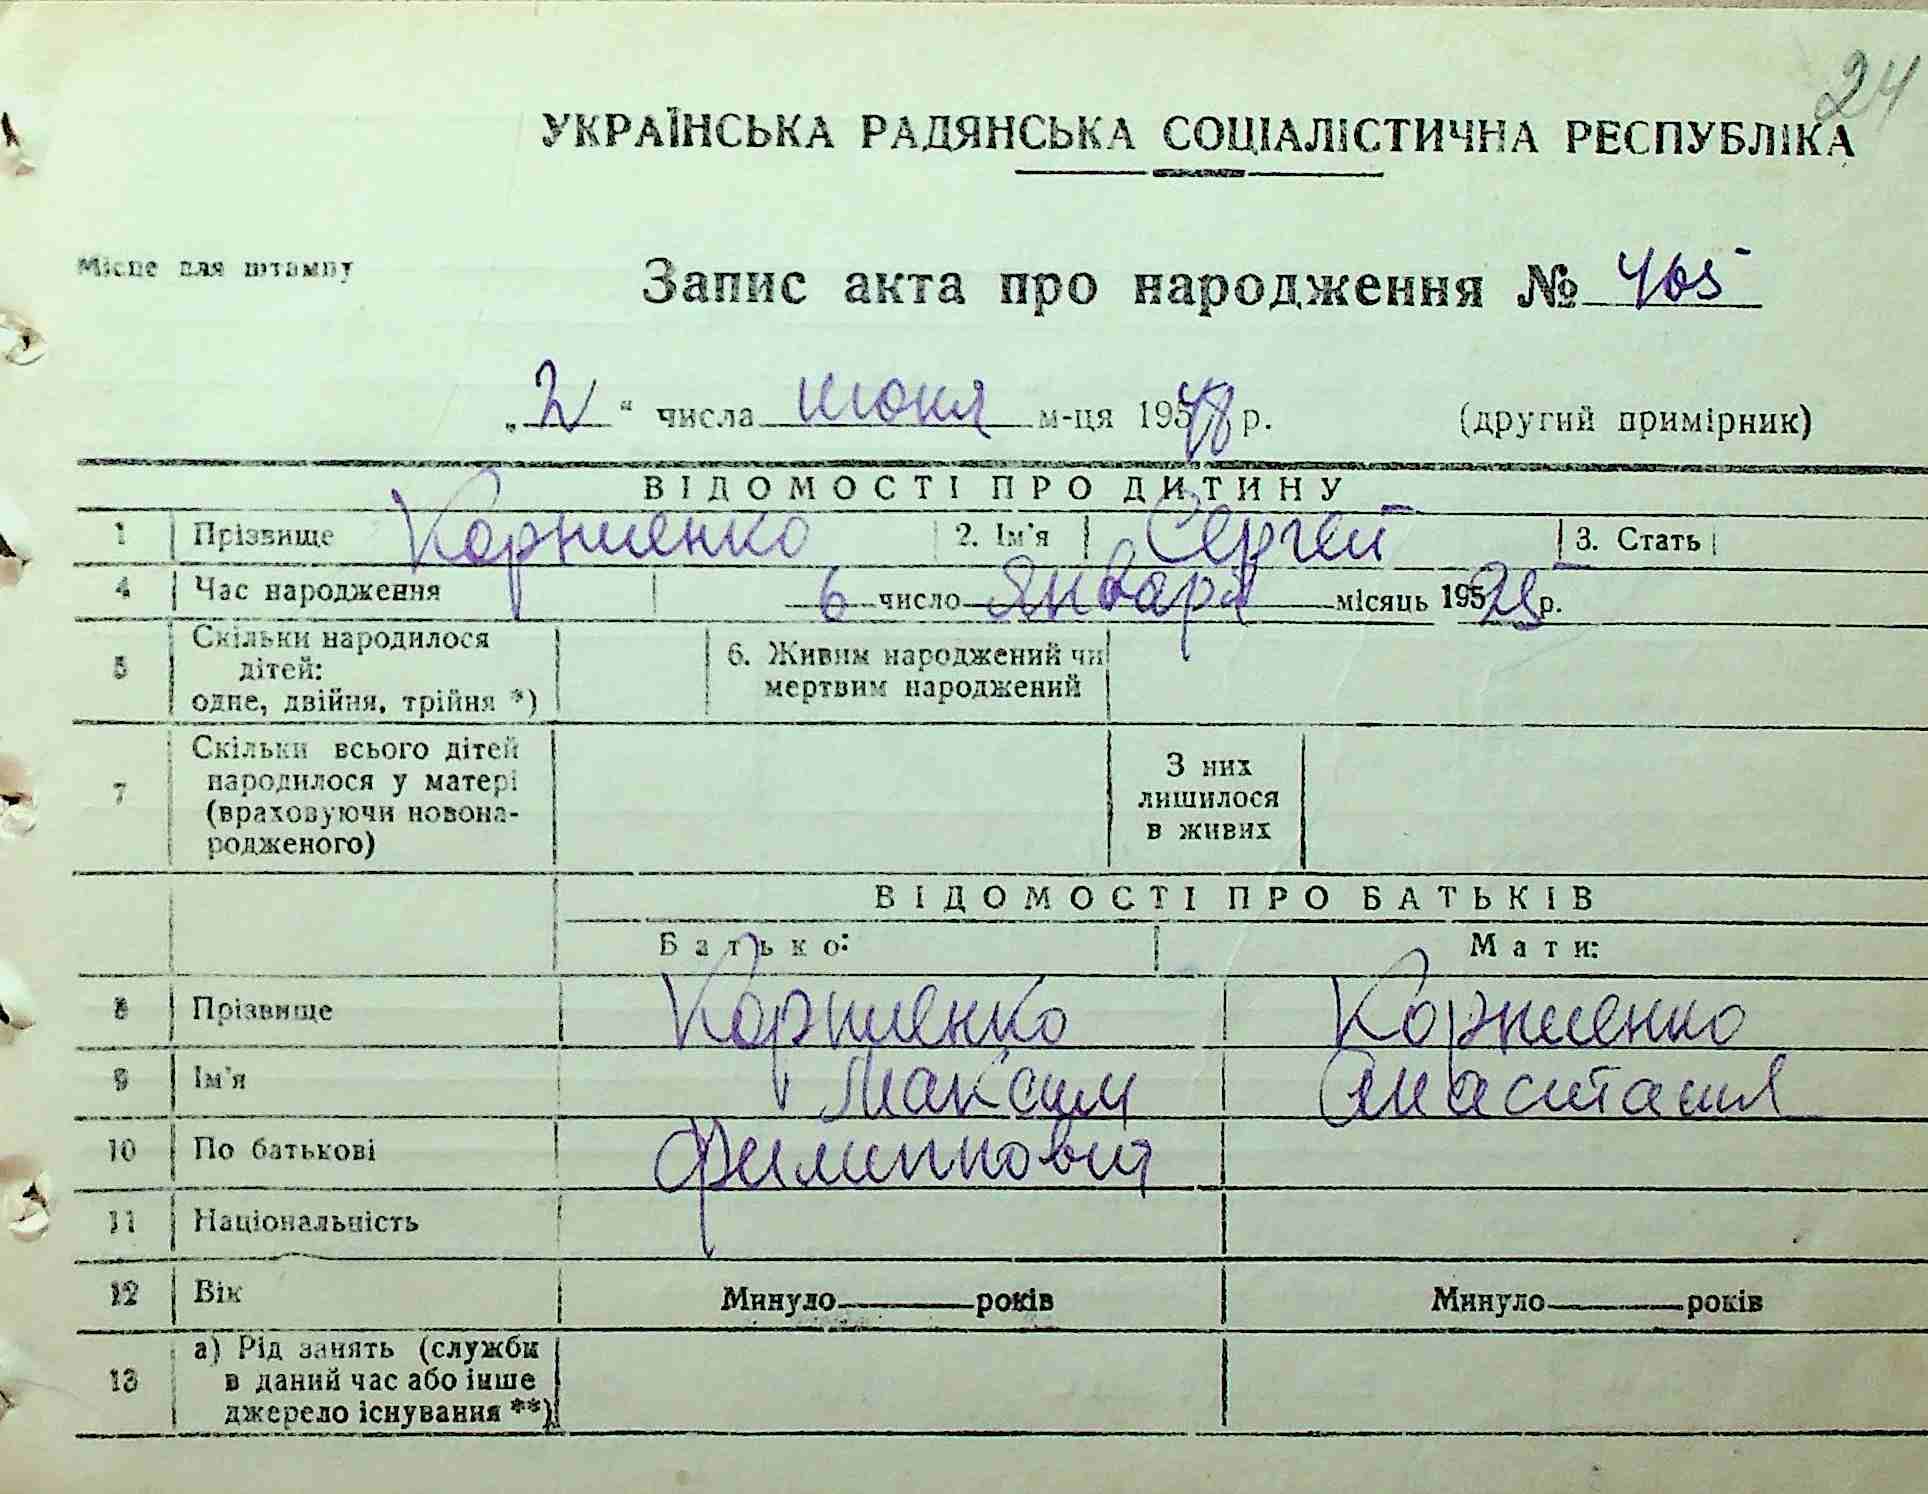 24
УКРАЇНСЬКА РАДЯНСЬКА СОЦІАЛІСТИЧНА РЕСПУБЛІКА
Місце для штампу
Запис акта про народження № 405
„2“ числа июня м-ця 1948 р. (другий примірник)
ВІДОМОСТІ ПРО ДИТИНУ
1 Прізвище Корниенко 2. Ім'я Сергей 3. Стать
4 Час народження 6 число января місяць 195 р.
5 Скільки народилося дітей: одне, двійня, трійня *) 6. Живим народжений чи мертвим народжений
7 Скільки всього дітей народилося у матері (враховуючи новонародженого) З них лишилося в живих
ВІДОМОСТІ ПРО БАТЬКІВ
Батько: Мати:
8 Прізвище Корниенко Корниенко
9 Ім'я Максим Анастасия
10 По батькові Филиппович
11 Національність
12 Вік Минуло років Минуло років
13 а) Рід занять (служби в даний час або інше джерело існування **)